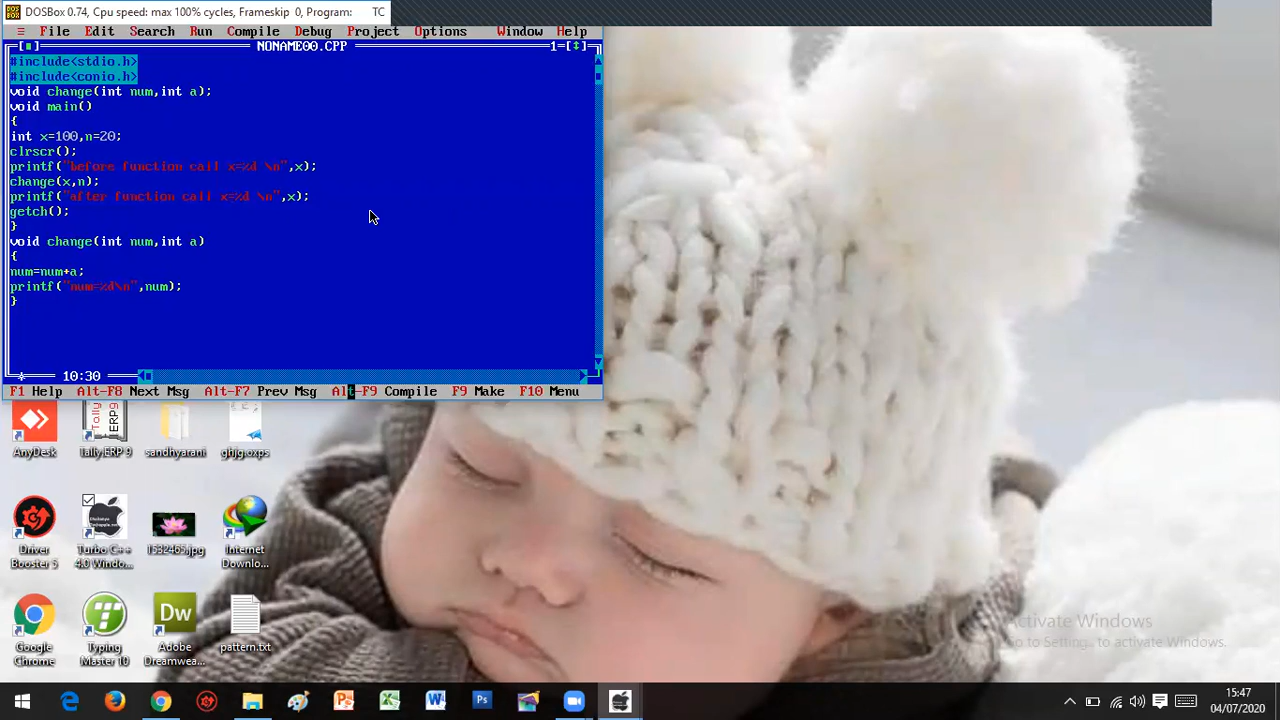 DOSBox 0.74, Cpu speed: max 100% cycles, Frameskip 0, Program: TC
≡ File Edit Search Run Compile Debug Project Options Window Help
NONAME00.CPP 1=[↕]
#include<stdio.h>
#include<conio.h>
void change(int num,int a);
void main()
{
int x=100,n=20;
clrscr();
printf("before function call x=%d \n",x);
change(x,n);
printf("after function call x=%d \n",x);
getch();
}
void change(int num,int a)
{
num=num+a;
printf("num=%d\n",num);
}
* 10:30
F1 Help Alt-F8 Next Msg Alt-F7 Prev Msg Alt-F9 Compile F9 Make F10 Menu
AnyDesk
Tally.ERP 9
sandhyarani
ghjg.oxps
Driver Booster 5
Turbo C++ 4.0 Windo...
1532465.jpg
Internet Downlo...
Google Chrome
Typing Master 10
Adobe Dreamwea...
pattern.txt
Activate Windows
Go to Settings to activate Windows.
15:47
04/07/2020